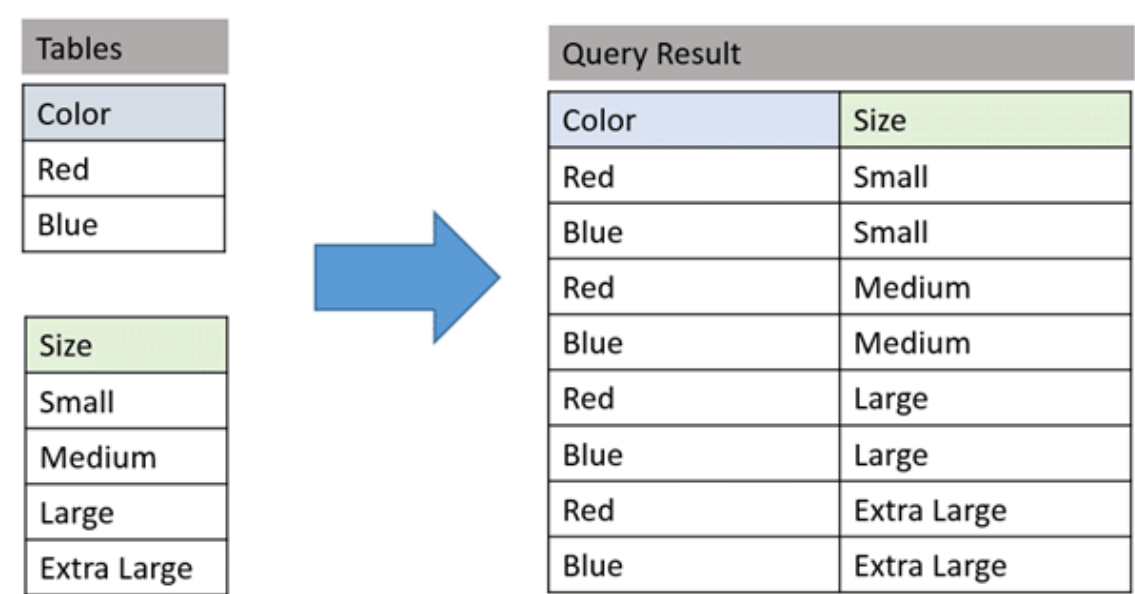 Tables
Color
Red
Blue
Size
Small
Medium
Large
Extra Large
Query Result
Color Size
Red Small
Blue Small
Red Medium
Blue Medium
Red Large
Blue Large
Red Extra Large
Blue Extra Large